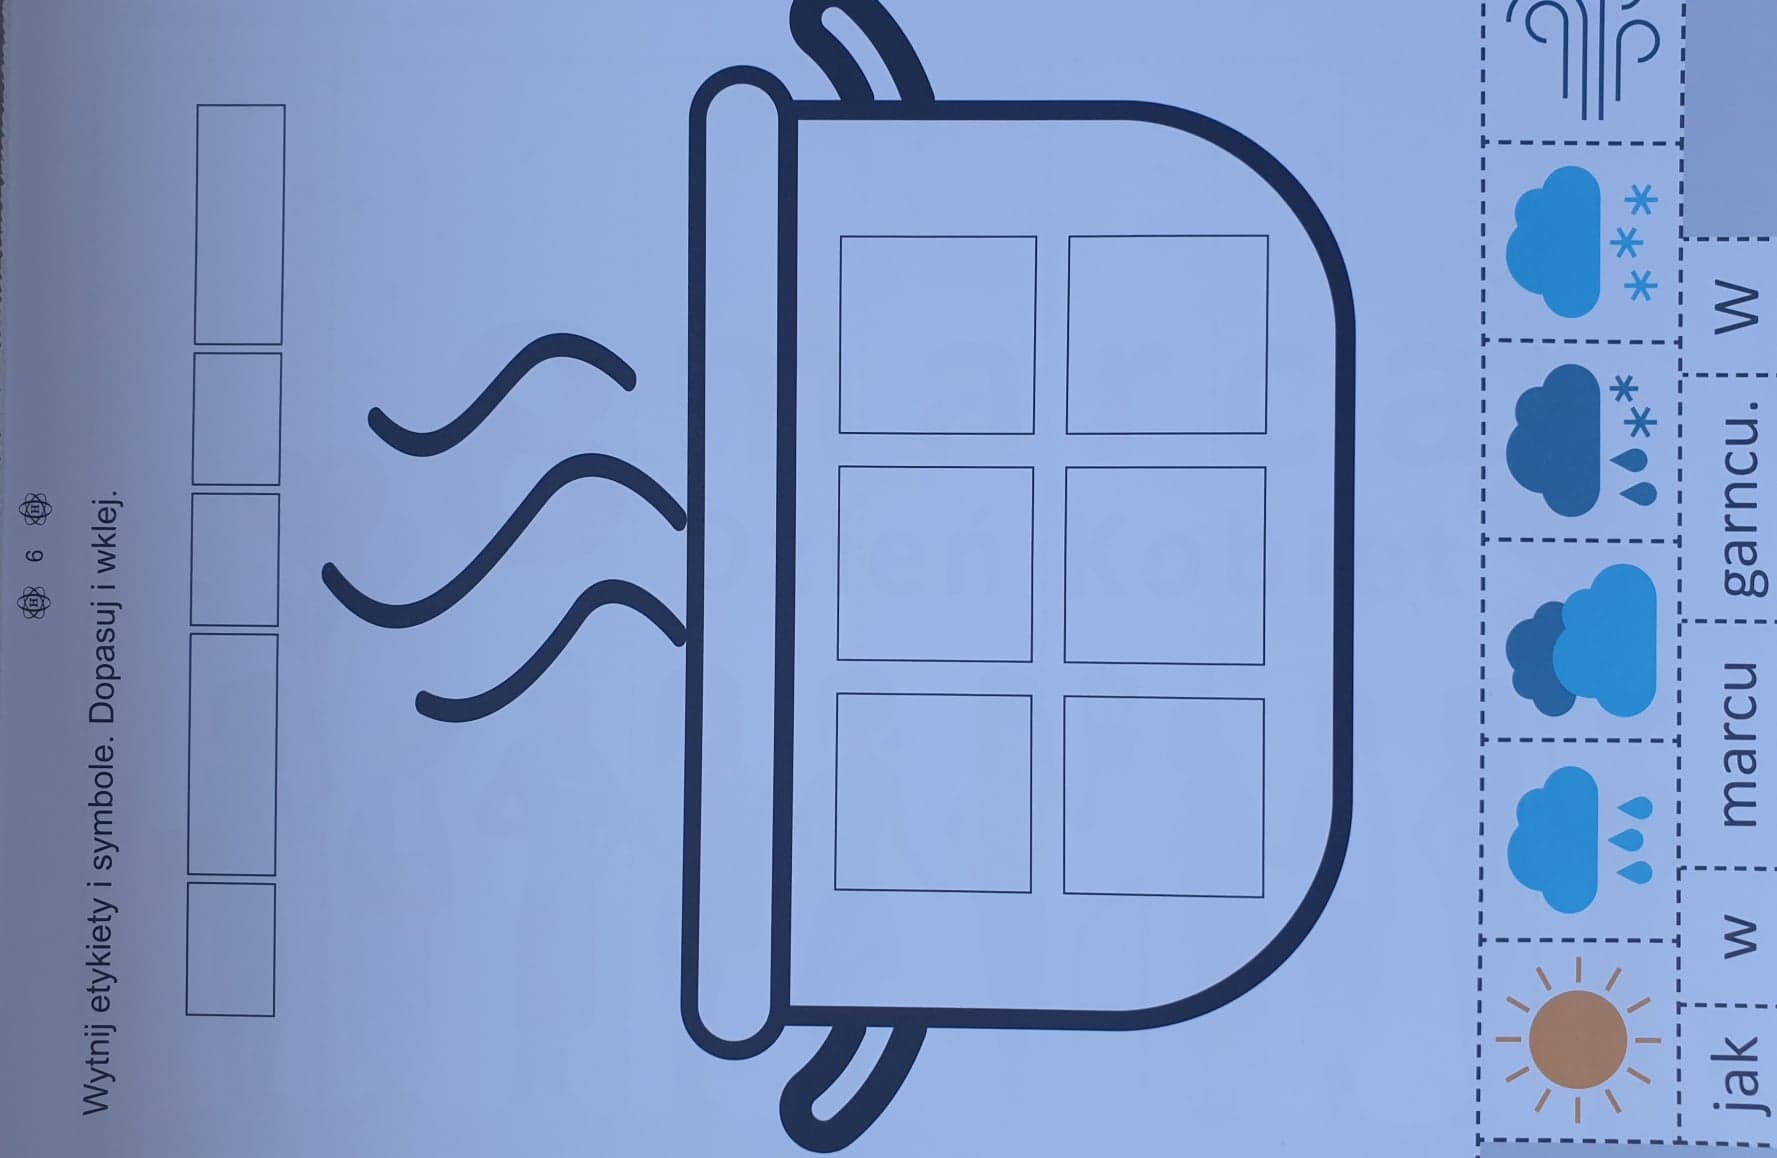 6
Wytnij etykiety i symbole. Dopasuj i wklej.
jak w marcu garncu. W